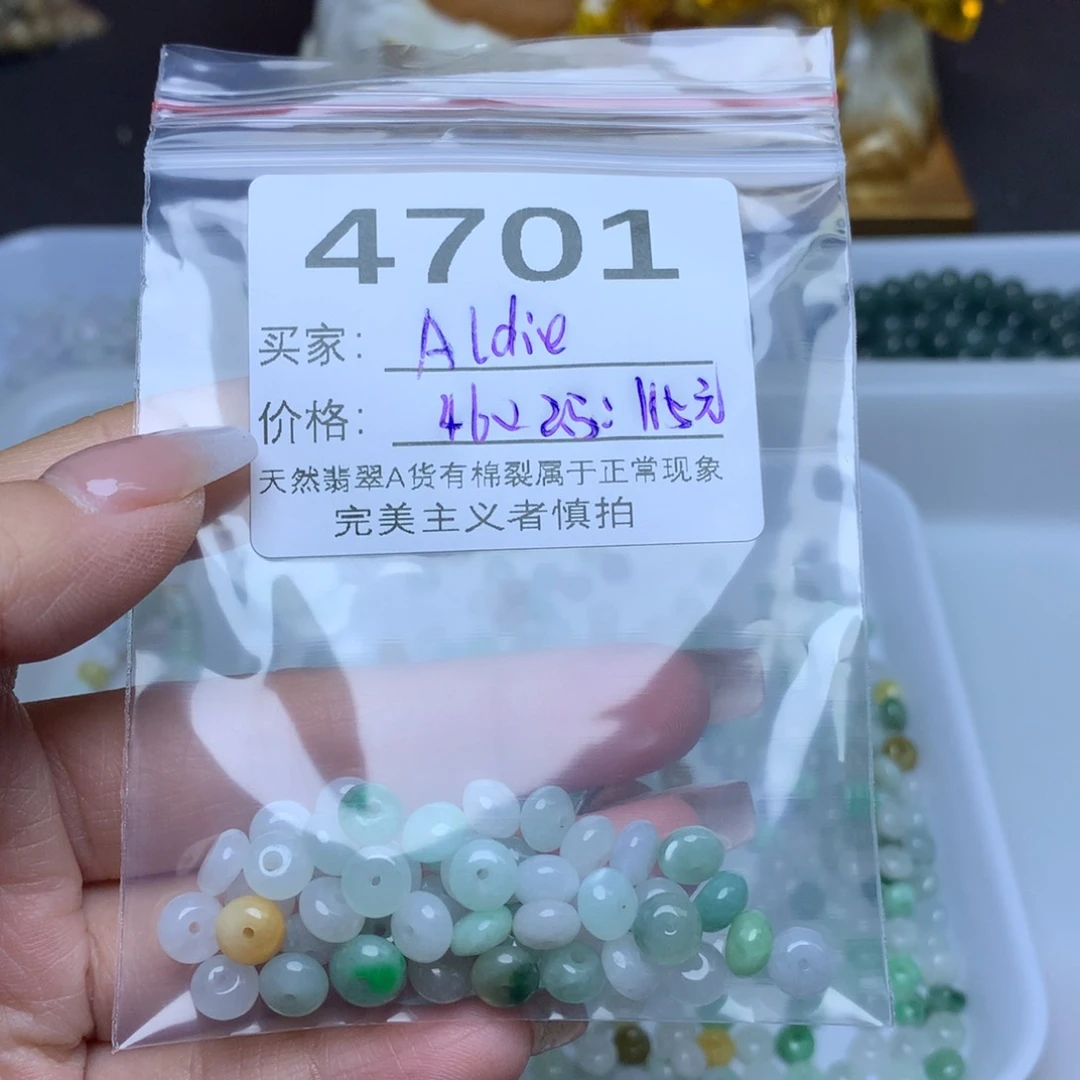 4701
买家: Aldie
价格: 115元
天然翡翠A货有棉裂属于正常现象
完美主义者慎拍